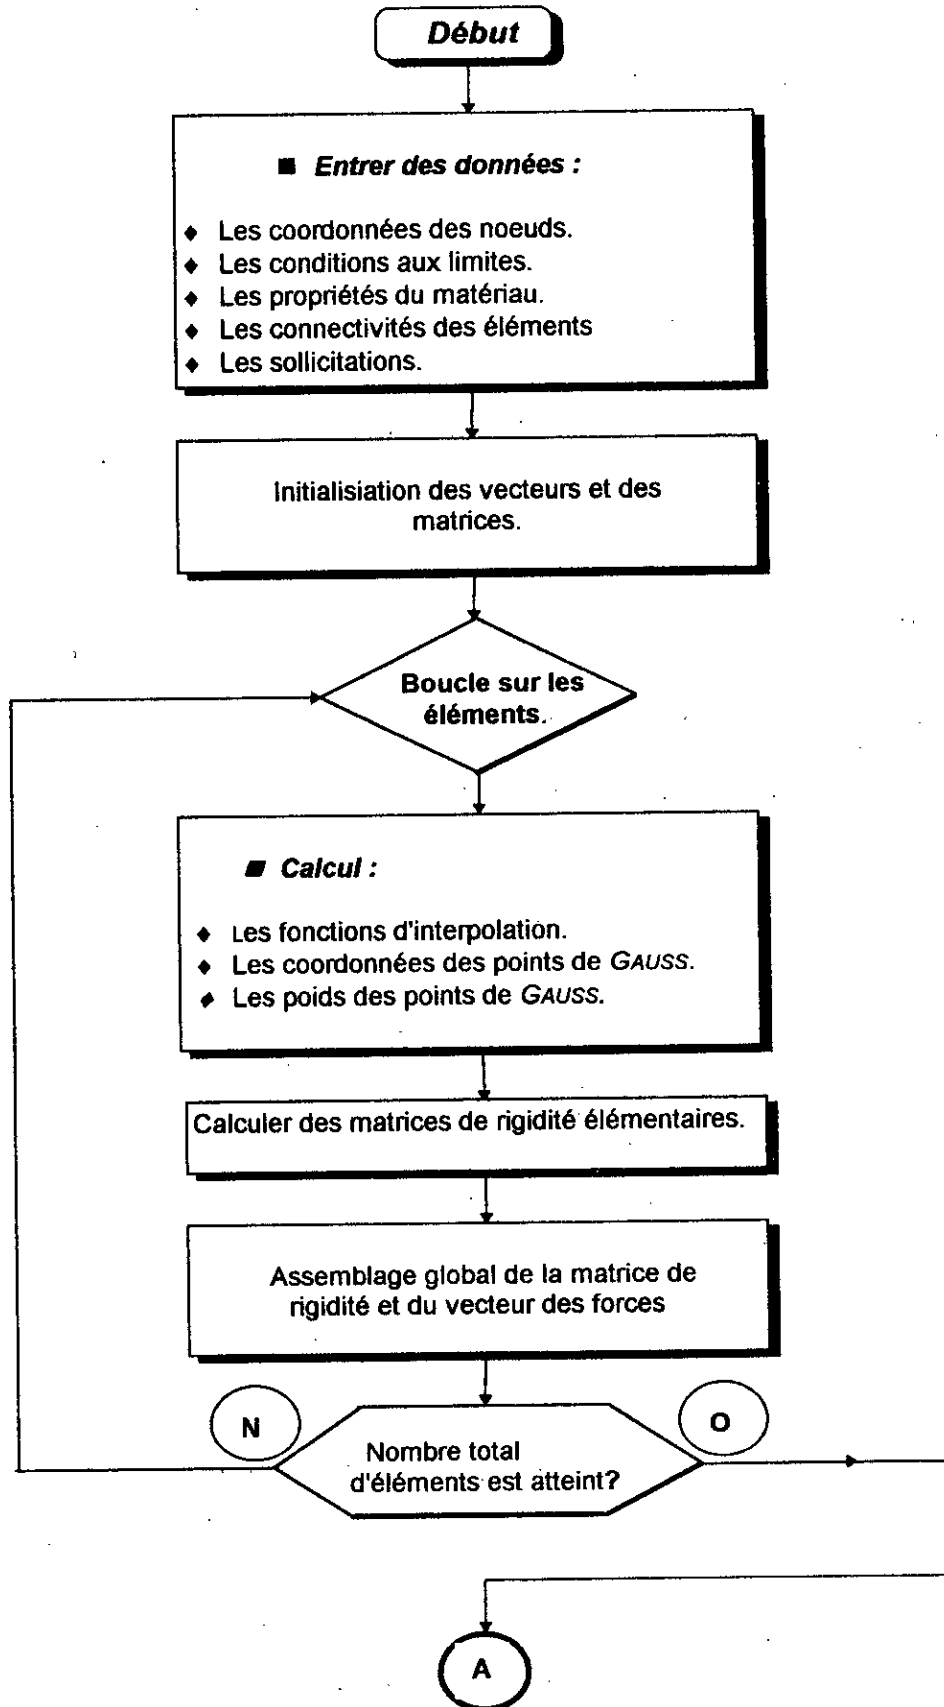 Début
■ Entrer des données :
♦ Les coordonnées des noeuds.
♦ Les conditions aux limites.
♦ Les propriétés du matériau.
♦ Les connectivités des éléments
♦ Les sollicitations.
Initialisiation des vecteurs et des
matrices.
Boucle sur les
éléments.
■ Calcul :
♦ Les fonctions d'interpolation.
♦ Les coordonnées des points de GAUSS.
♦ Les poids des points de GAUSS.
Calculer des matrices de rigidité élémentaires.
Assemblage global de la matrice de
rigidité et du vecteur des forces
N
O
Nombre total
d'éléments est atteint?
A